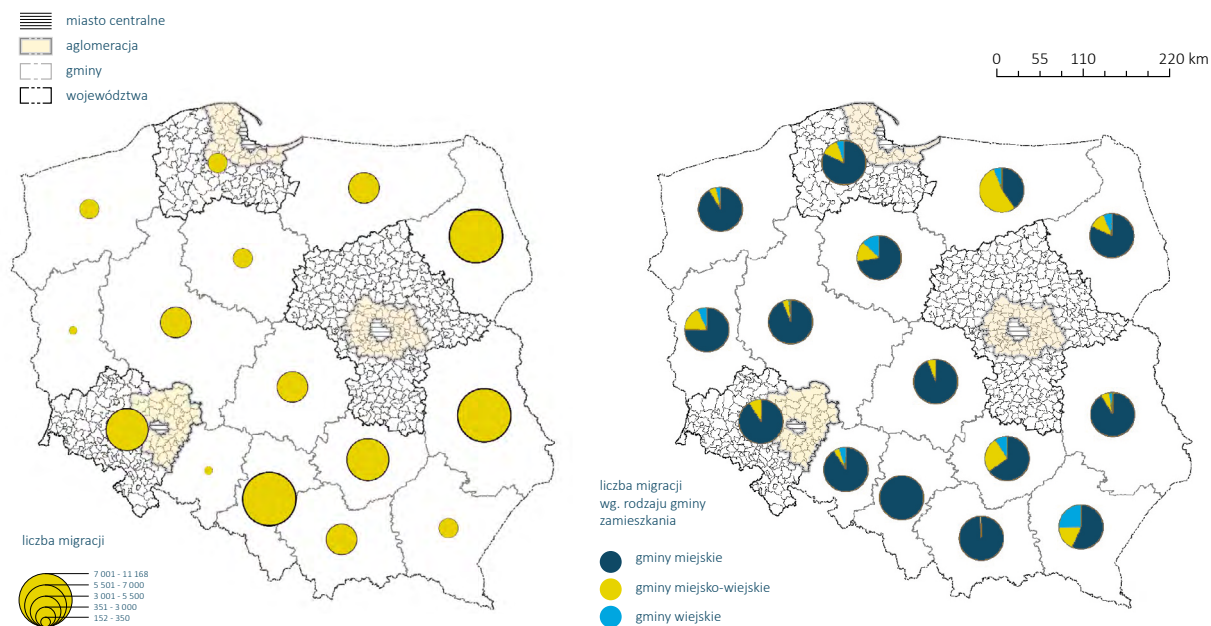 miasto centralne
aglomeracja
gminy
województwa
0 55 110 220 km
liczba migracji
7 001 - 11 168
5 501 - 7 000
3 001 - 5 500
351 - 3 000
152 - 350
liczba migracji
wg. rodzaju gminy
zamieszkania
gminy miejskie
gminy miejsko-wiejskie
gminy wiejskie